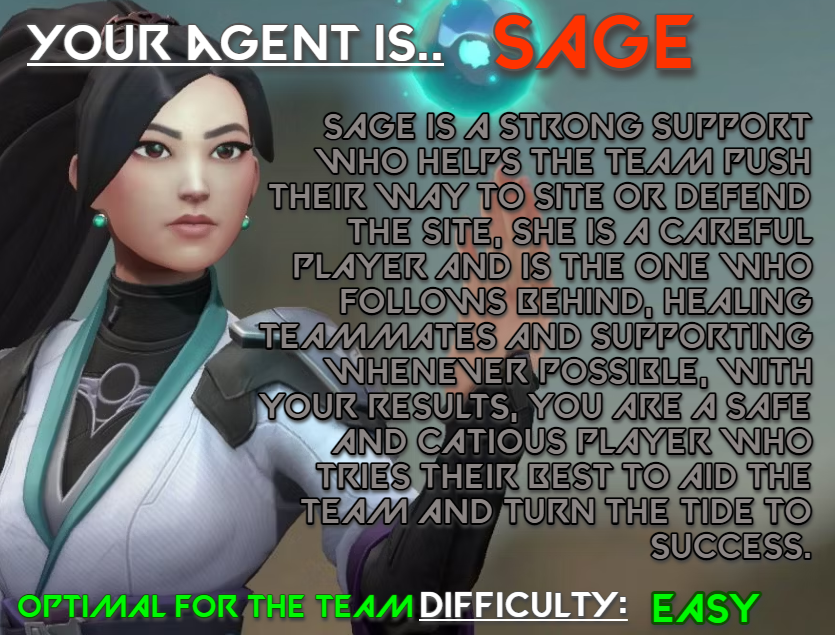 YOUR AGENT IS.. SAGE
SAGE IS A STRONG SUPPORT
WHO HELPS THE TEAM PUSH
THEIR WAY TO SITE OR DEFEND
THE SITE, SHE IS A CAREFUL
PLAYER AND IS THE ONE WHO
FOLLOWS BEHIND, HEALING
TEAMMATES AND SUPPORTING
WHENEVER POSSIBLE, WITH
YOUR RESULTS, YOU ARE A SAFE
AND CATIOUS PLAYER WHO
TRIES THEIR BEST TO AID THE
TEAM AND TURN THE TIDE TO
SUCCESS.
OPTIMAL FOR THE TEAM DIFFICULTY: EASY